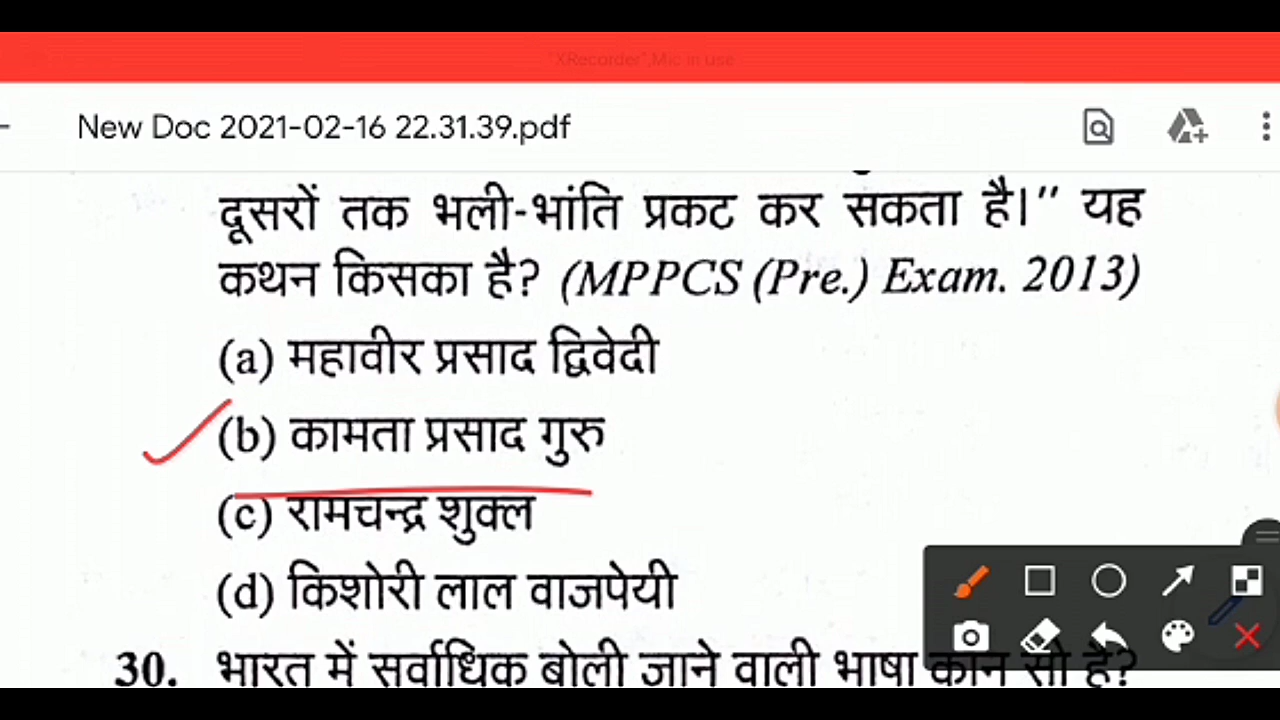 "XRecorder",Mic in use
New Doc 2021-02-16 22.31.39.pdf
दूसरों तक भली-भांति प्रकट कर सकता है।" यह
कथन किसका है? (MPPCS (Pre.) Exam. 2013)
(a) महावीर प्रसाद द्विवेदी
(b) कामता प्रसाद गुरु
(c) रामचन्द्र शुक्ल
(d) किशोरी लाल वाजपेयी
30. भारत में सर्वाधिक बोली जाने वाली भाषा कौन सी है?